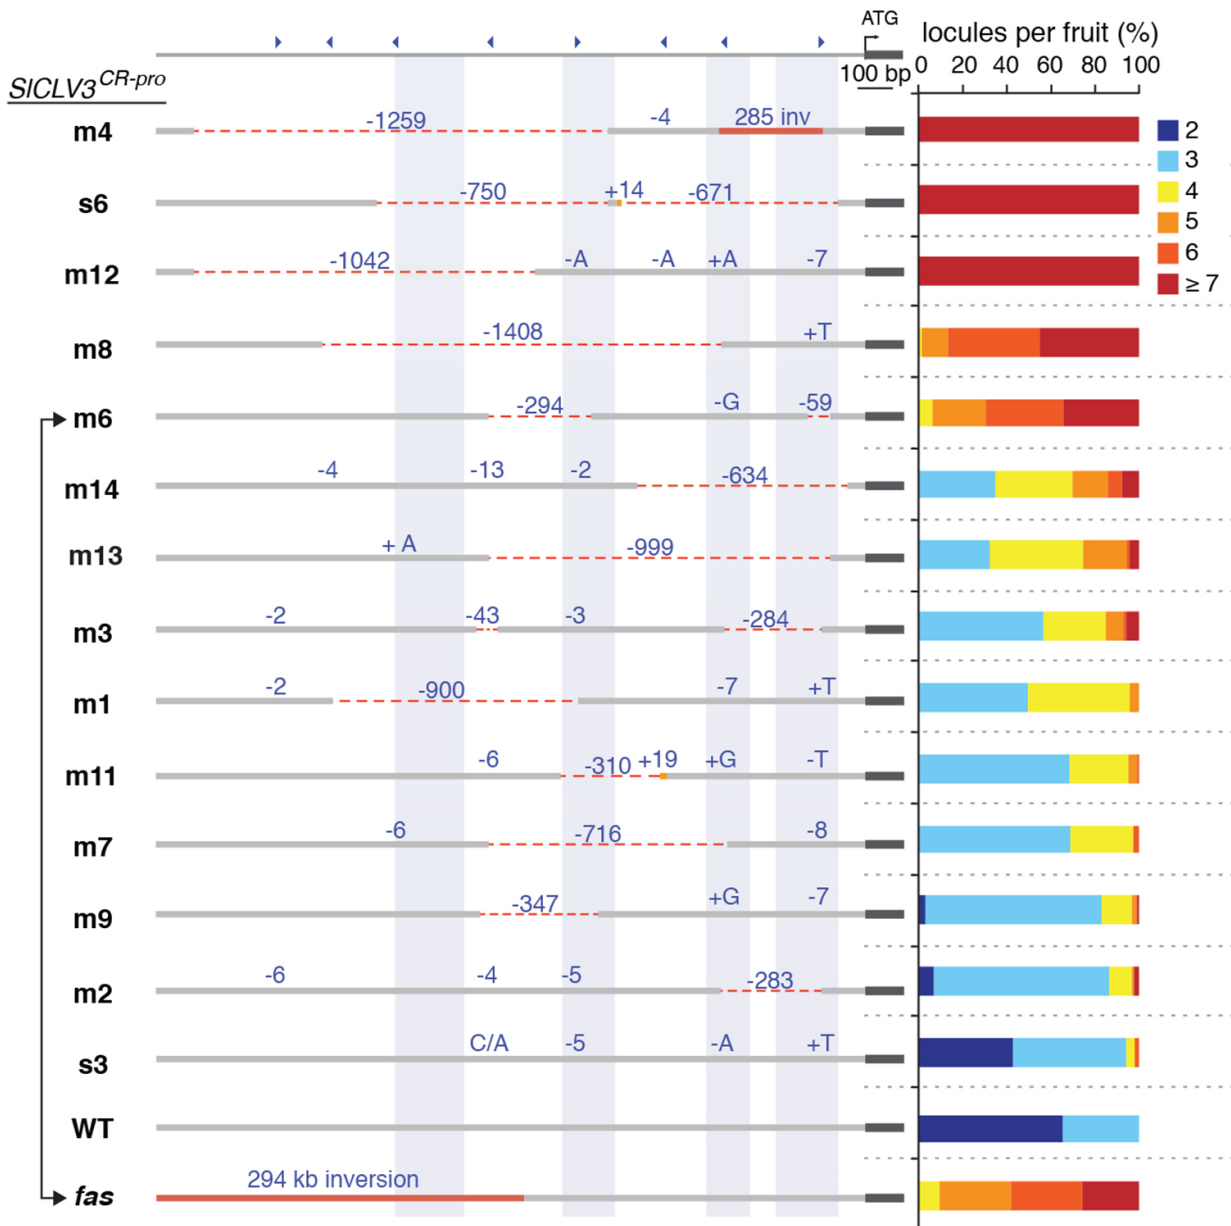 ATG
locules per fruit (%)
100 bp
0 20 40 60 80 100
SlCLV3 CR-pro
m4 -1259 -4 285 inv
2
3
4
5
6
≥ 7
s6 -750 +14 -671
m12 -1042 -A -A +A -7
m8 -1408 +T
m6 -294 -G -59
m14 -4 -13 -2 -634
m13 + A -999
m3 -2 -43 -3 -284
m1 -2 -900 -7 +T
m11 -6 -310 +19 +G -T
m7 -6 -716 -8
m9 -347 +G -7
m2 -6 -4 -5 -283
s3 C/A -5 -A +T
WT
fas 294 kb inversion